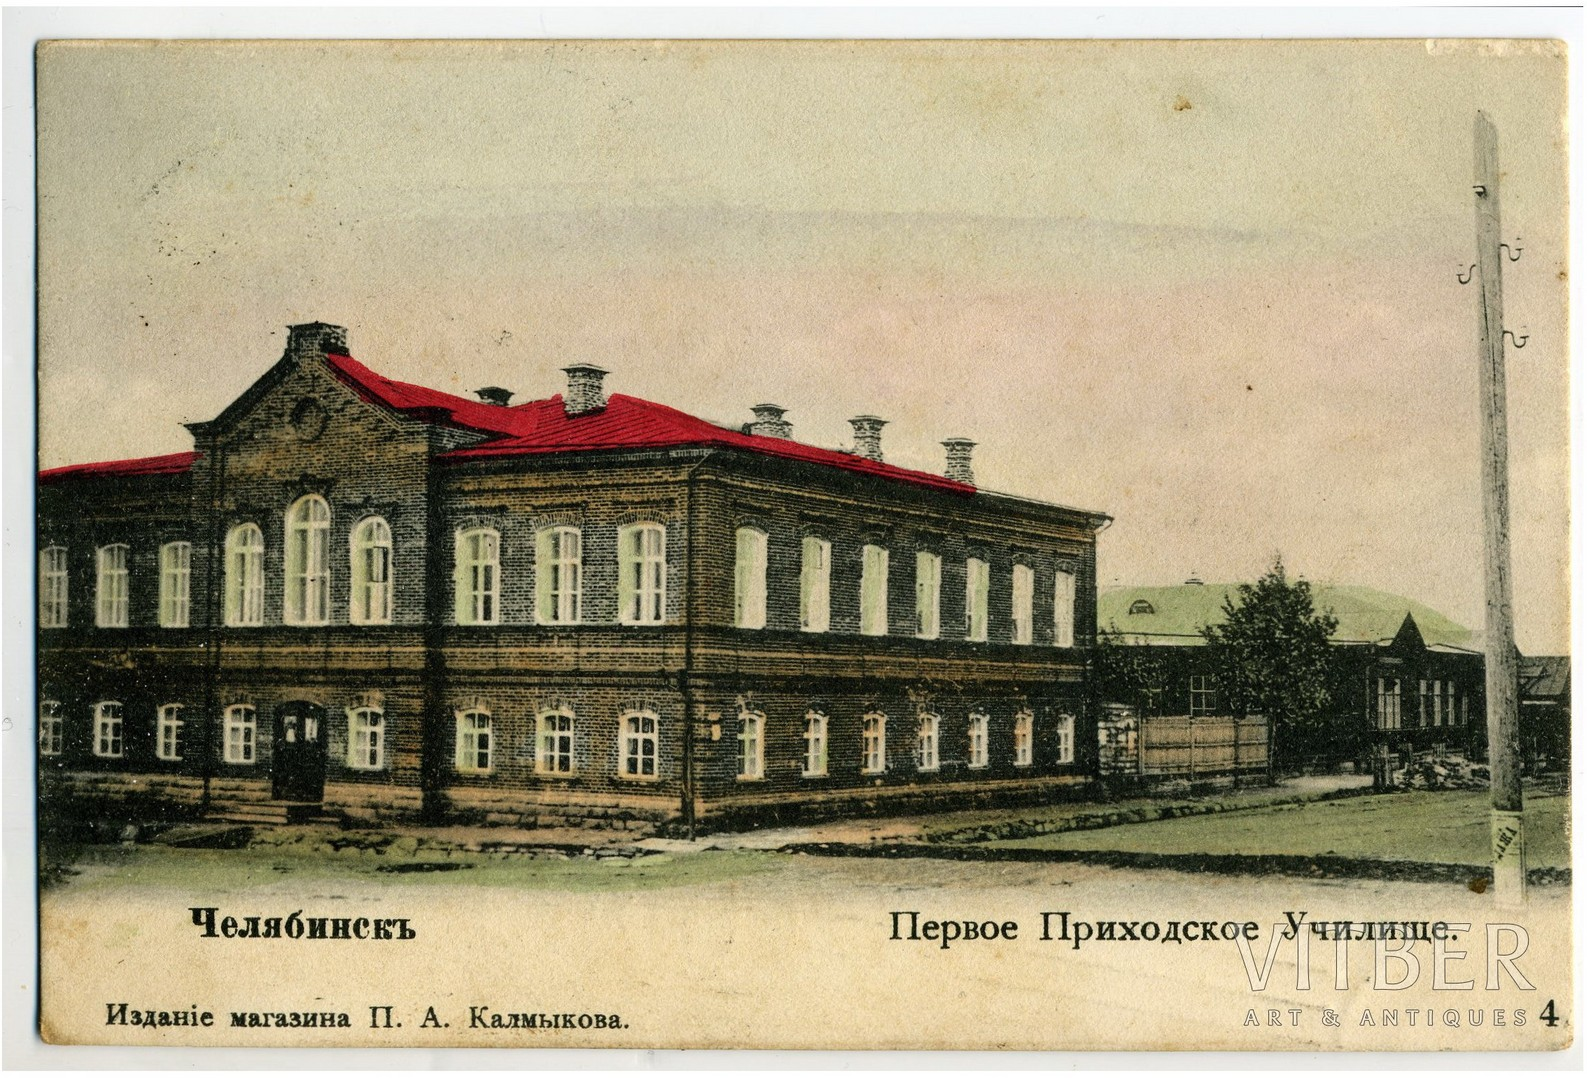 Челябинскъ
Первое Приходское Училище.
Изданіе магазина П. А. Калмыкова.
4
VITBER
ART & ANTIQUES